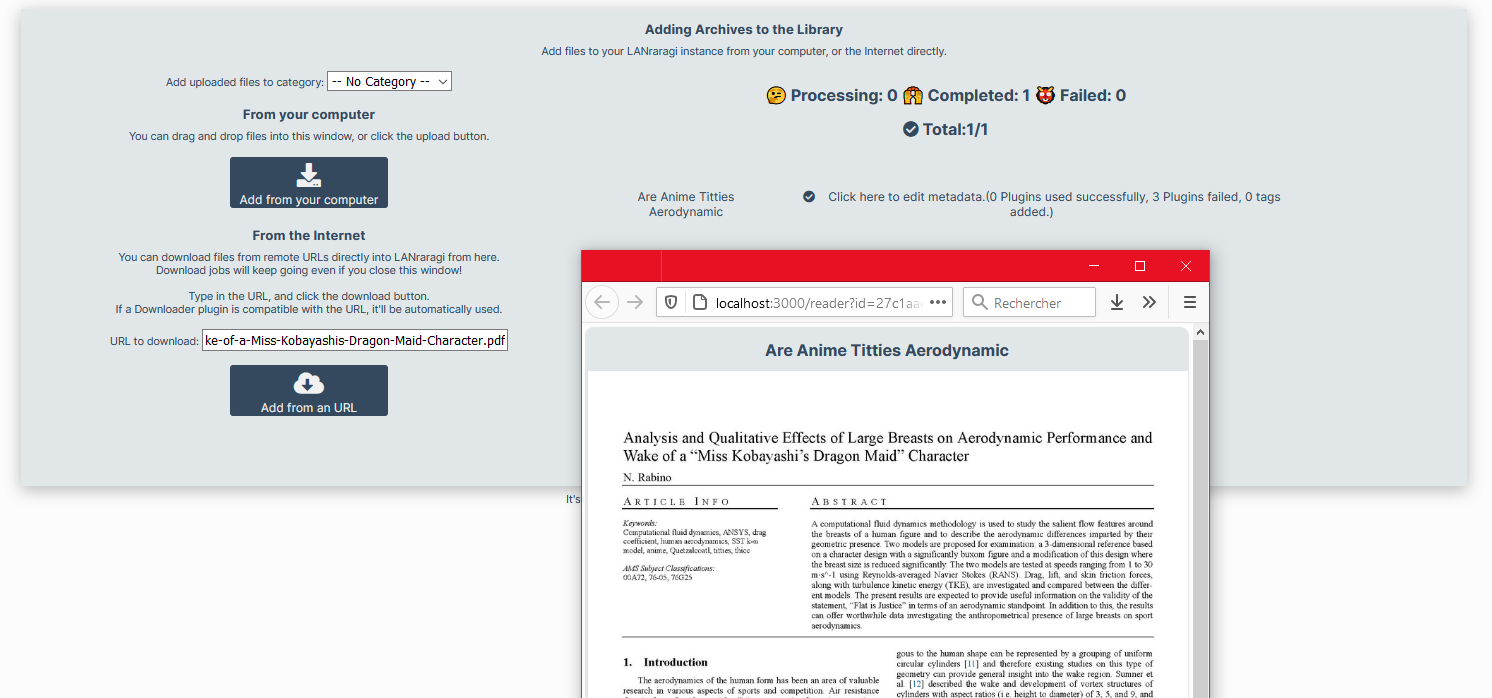 Adding Archives to the Library
Add files to your LANraragi instance from your computer, or the Internet directly.
Add uploaded files to category: -- No Category --
From your computer
You can drag and drop files into this window, or click the upload button.
Add from your computer
From the Internet
You can download files from remote URLs directly into LANraragi from here.
Download jobs will keep going even if you close this window!
Type in the URL, and click the download button.
If a Downloader plugin is compatible with the URL, it'll be automatically used.
URL to download: ke-of-a-Miss-Kobayashis-Dragon-Maid-Character.pdf
Add from an URL
Processing: 0 Completed: 1 Failed: 0
Total:1/1
Are Anime Titties
Aerodynamic
Click here to edit metadata.(0 Plugins used successfully, 3 Plugins failed, 0 tags
added.)
It's
localhost:3000/reader?id=27c1aa
Rechercher
Are Anime Titties Aerodynamic
Analysis and Qualitative Effects of Large Breasts on Aerodynamic Performance and
Wake of a “Miss Kobayashi’s Dragon Maid” Character
N. Rabino
ARTICLE INFO
Keywords:
Computational fluid dynamics, ANSYS, drag
coefficient, human aerodynamics, SST k-ω
model, anime, Quetzalcoatl, titties, thicc
AMS Subject Classifications:
00A72, 76-05, 76G25
ABSTRACT
A computational fluid dynamics methodology is used to study the salient flow features around
the breasts of a human figure and to describe the aerodynamic differences imparted by their
geometric presence. Two models are proposed for examination: a 3-dimensional reference based
on a character design with a significantly buxom figure and a modification of this design where
the breast size is reduced significantly. The two models are tested at speeds ranging from 1 to 30
m·s^-1 using Reynolds-averaged Navier Stokes (RANS). Drag, lift, and skin friction forces,
along with turbulence kinetic energy (TKE), are investigated and compared between the differ-
ent models. The present results are expected to provide useful information on the validity of the
statement, “Flat is Justice” in terms of an aerodynamic standpoint. In addition to this, the results
can offer worthwhile data investigating the anthropometrical presence of large breasts on sport
aerodynamics.
1. Introduction
The aerodynamics of the human form has been an area of valuable
research in various aspects of sports and competition. Air resistance
gous to the human shape can be represented by a grouping of uniform
circular cylinders [11] and therefore existing studies on this type of
geometry can provide general insight into the wake region. Sumner et
al. [12] described the wake and development of vortex structures of
cylinders with aspect ratios (i.e. height to diameter) of 3, 5, and 9, and